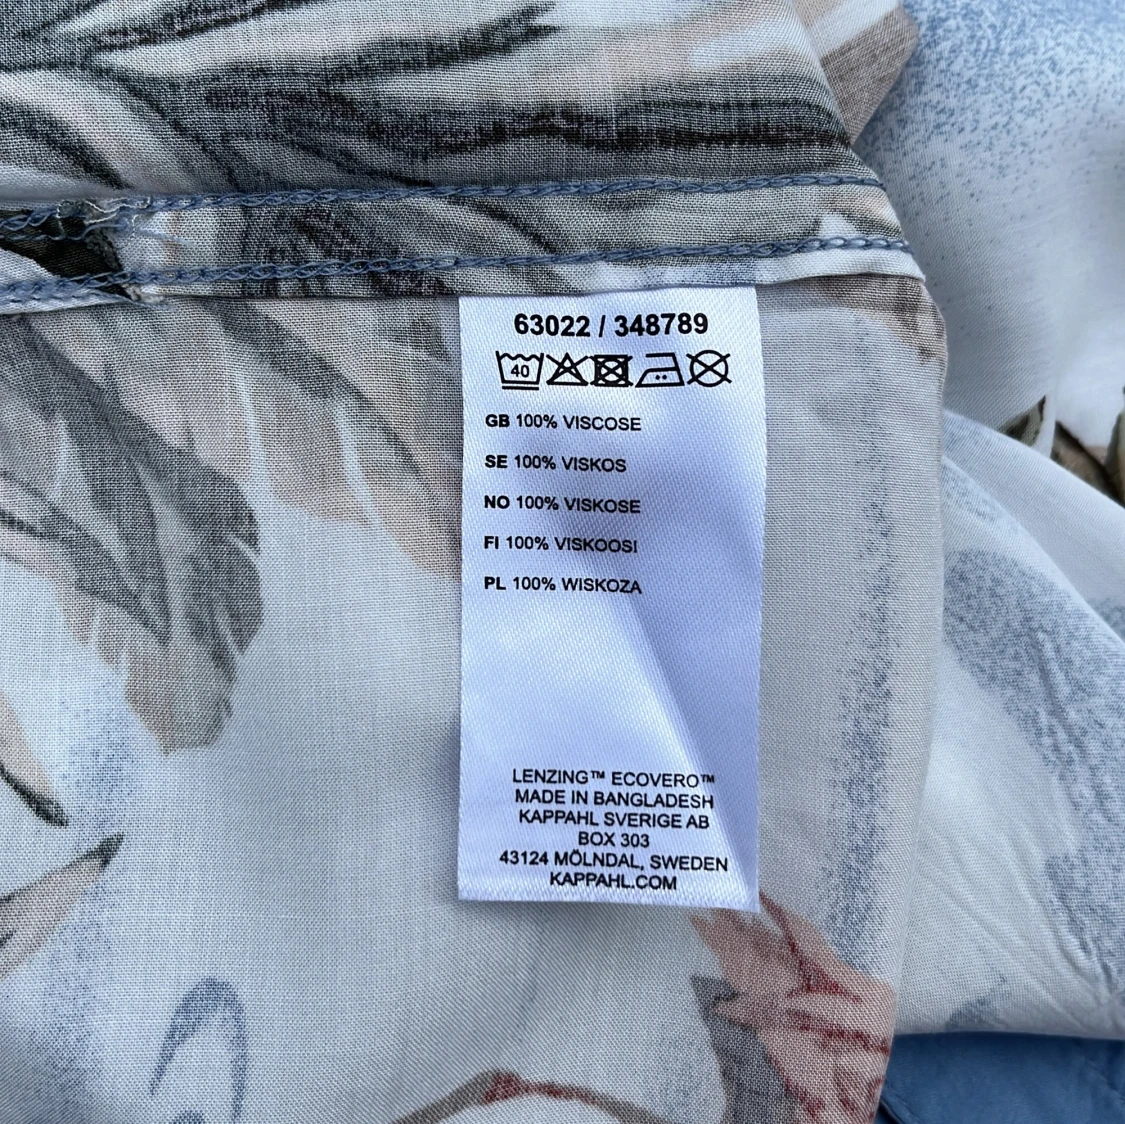 63022 / 348789
40
GB 100% VISCOSE
SE 100% VISKOS
NO 100% VISKOSE
FI 100% VISKOOSI
PL 100% WISKOZA
LENZING™ ECOVERO™
MADE IN BANGLADESH
KAPPAHL SVERIGE AB
BOX 303
43124 MÖLNDAL, SWEDEN
KAPPAHL.COM